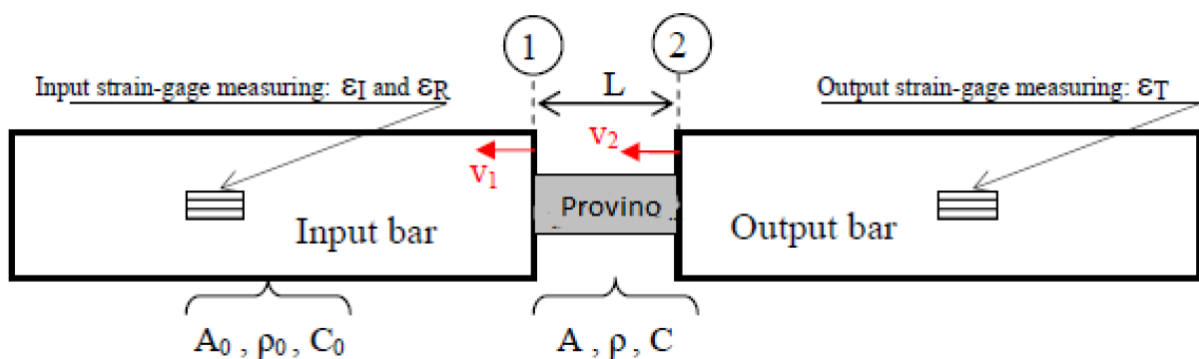 1
2
Input strain-gage measuring: εI and εR
L
Output strain-gage measuring: εT
v1
v2
Provino
Input bar
Output bar
A0 , ρ0 , C0
A , ρ , C